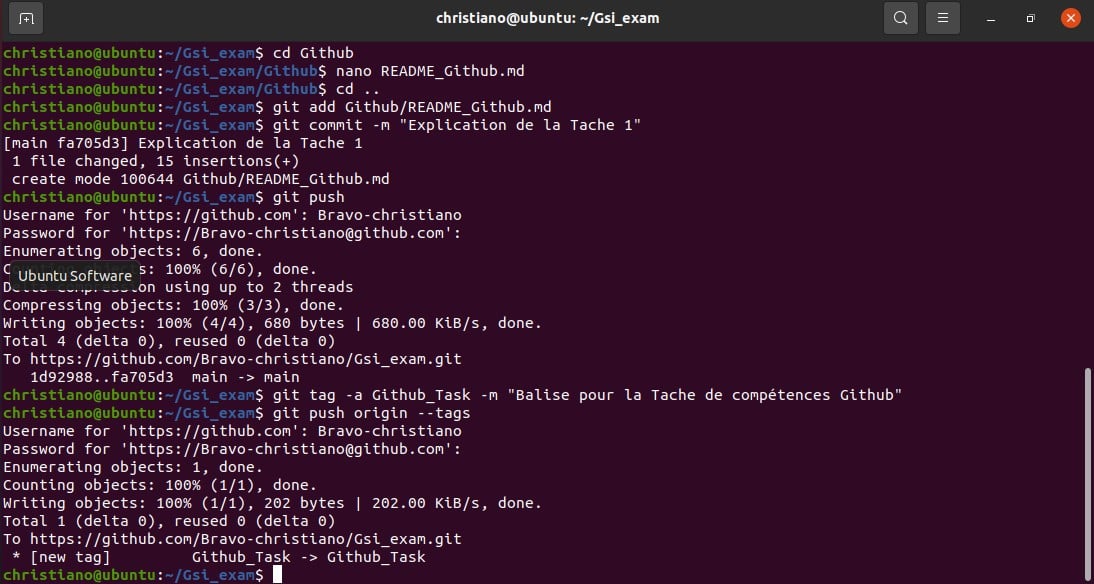 christiano@ubuntu: ~/Gsi_exam
christiano@ubuntu:~/Gsi_exam$ cd Github
christiano@ubuntu:~/Gsi_exam/Github$ nano README_Github.md
christiano@ubuntu:~/Gsi_exam/Github$ cd ..
christiano@ubuntu:~/Gsi_exam$ git add Github/README_Github.md
christiano@ubuntu:~/Gsi_exam$ git commit -m "Explication de la Tache 1"
[main fa705d3] Explication de la Tache 1
 1 file changed, 15 insertions(+)
 create mode 100644 Github/README_Github.md
christiano@ubuntu:~/Gsi_exam$ git push
Username for 'https://github.com': Bravo-christiano
Password for 'https://Bravo-christiano@github.com':
Enumerating objects: 6, done.
100% (6/6), done.
Ubuntu Software
using up to 2 threads
Compressing objects: 100% (3/3), done.
Writing objects: 100% (4/4), 680 bytes | 680.00 KiB/s, done.
Total 4 (delta 0), reused 0 (delta 0)
To https://github.com/Bravo-christiano/Gsi_exam.git
   1d92988..fa705d3  main -> main
christiano@ubuntu:~/Gsi_exam$ git tag -a Github_Task -m "Balise pour la Tache de compétences Github"
christiano@ubuntu:~/Gsi_exam$ git push origin --tags
Username for 'https://github.com': Bravo-christiano
Password for 'https://Bravo-christiano@github.com':
Enumerating objects: 1, done.
Counting objects: 100% (1/1), done.
Writing objects: 100% (1/1), 202 bytes | 202.00 KiB/s, done.
Total 1 (delta 0), reused 0 (delta 0)
To https://github.com/Bravo-christiano/Gsi_exam.git
 * [new tag]         Github_Task -> Github_Task
christiano@ubuntu:~/Gsi_exam$